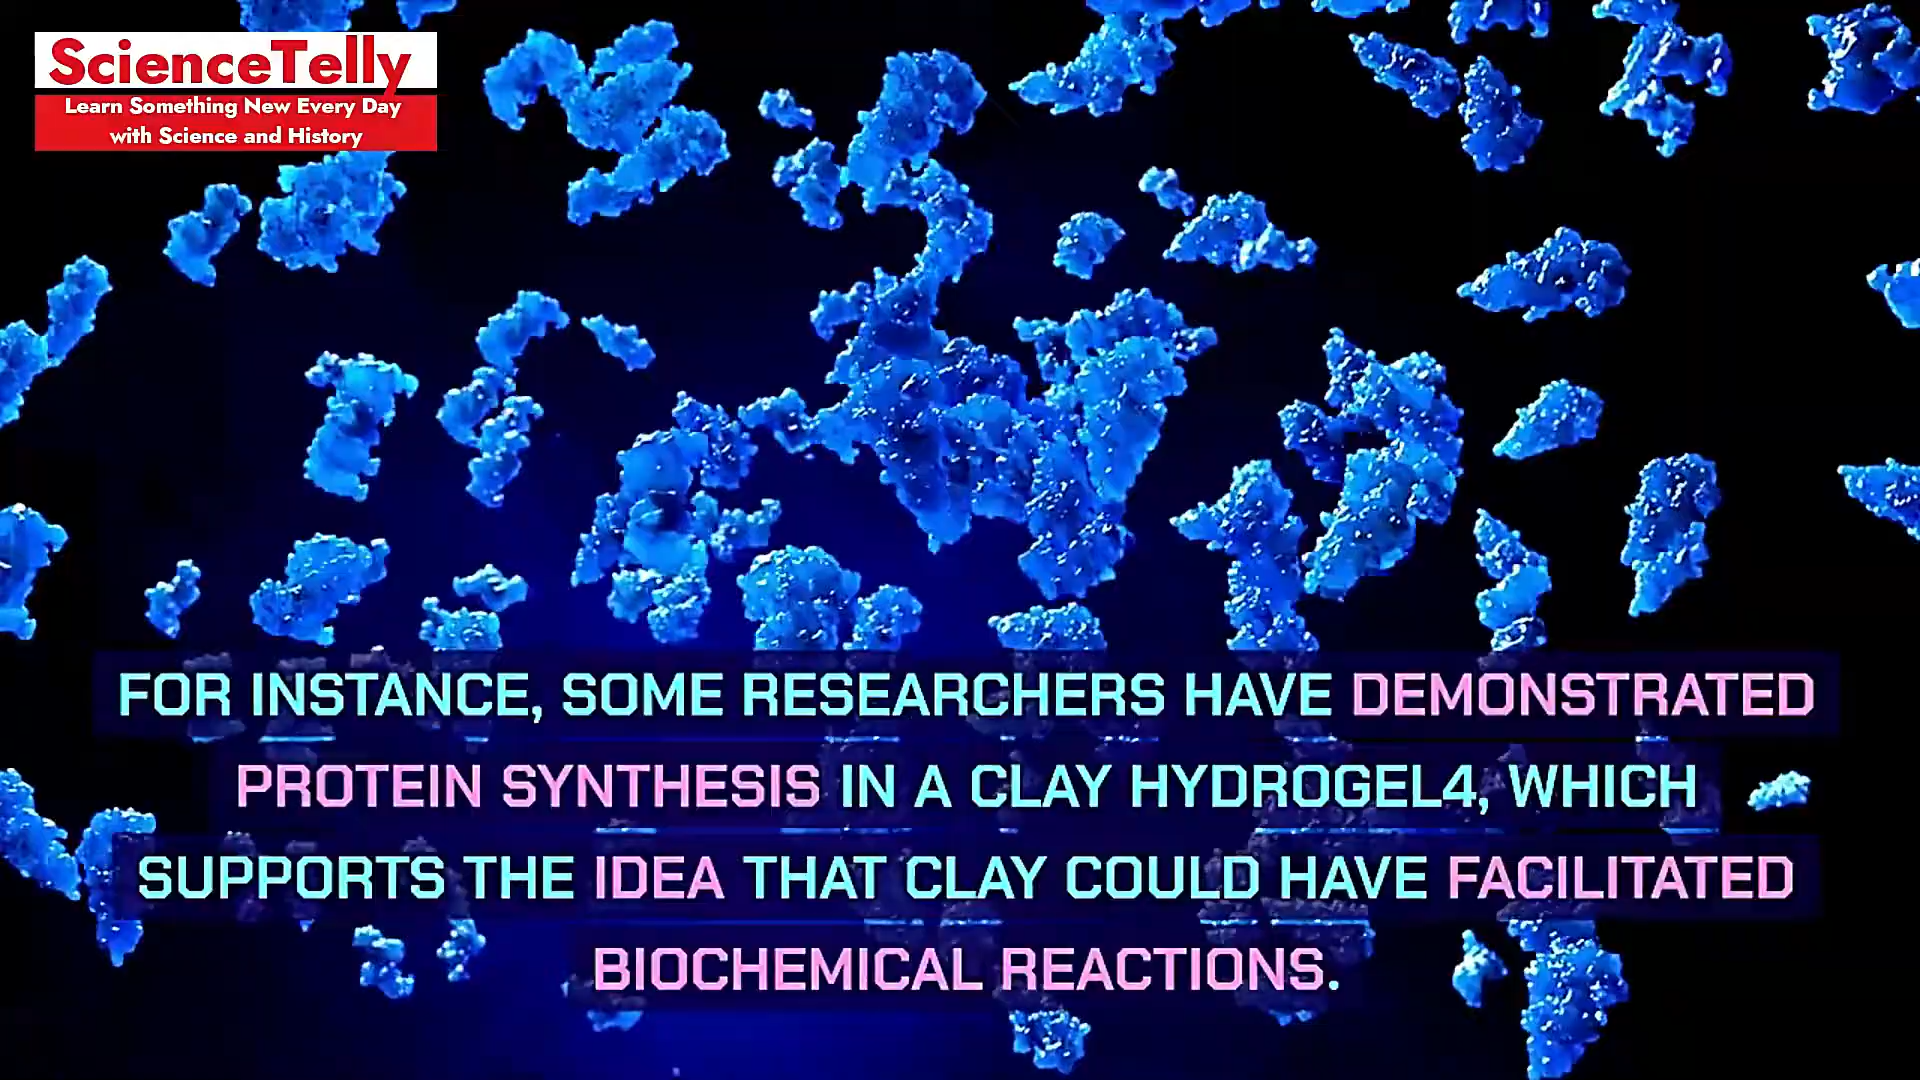 ScienceTelly
Learn Something New Every Day
with Science and History
FOR INSTANCE, SOME RESEARCHERS HAVE DEMONSTRATED
PROTEIN SYNTHESIS IN A CLAY HYDROGEL4, WHICH
SUPPORTS THE IDEA THAT CLAY COULD HAVE FACILITATED
BIOCHEMICAL REACTIONS.